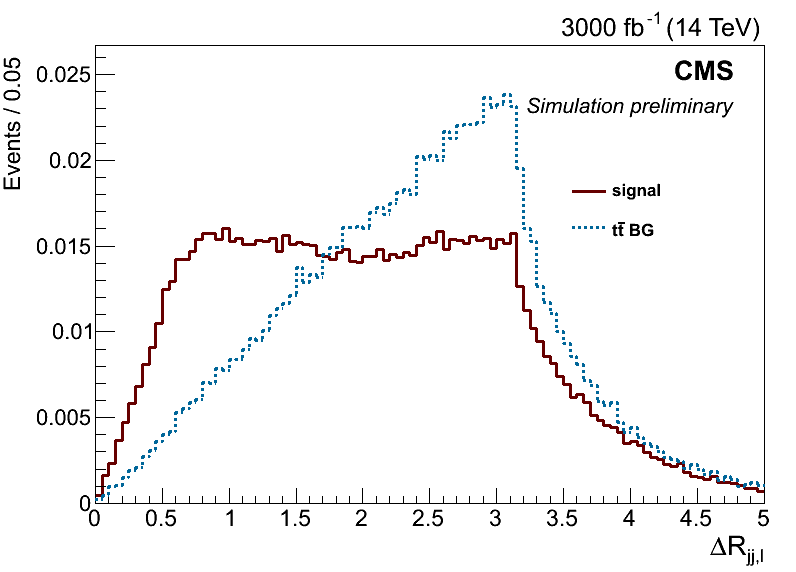 3000 fb⁻¹ (14 TeV)
CMS
Simulation preliminary
Events / 0.05
0.025
0.02
0.015
0.01
0.005
0
signal
tt̄ BG
0 0.5 1 1.5 2 2.5 3 3.5 4 4.5 5
ΔR_jj,l